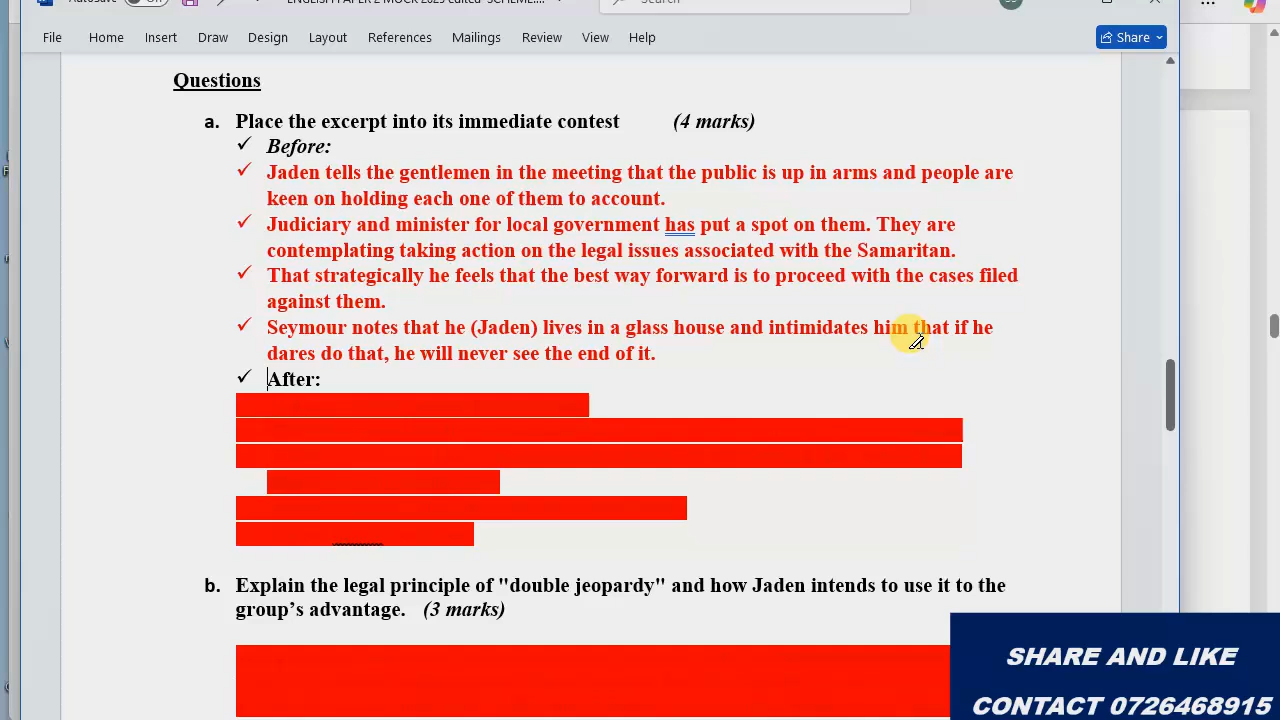 File Home Insert Draw Design Layout References Mailings Review View Help Share
Questions
a. Place the excerpt into its immediate contest (4 marks)
✓ Before:
✓ Jaden tells the gentlemen in the meeting that the public is up in arms and people are
keen on holding each one of them to account.
✓ Judiciary and minister for local government has put a spot on them. They are
contemplating taking action on the legal issues associated with the Samaritan.
✓ That strategically he feels that the best way forward is to proceed with the cases filed
against them.
✓ Seymour notes that he (Jaden) lives in a glass house and intimidates him that if he
dares do that, he will never see the end of it.
✓ After:
b. Explain the legal principle of "double jeopardy" and how Jaden intends to use it to the
group's advantage. (3 marks)
SHARE AND LIKE
CONTACT 0726468915